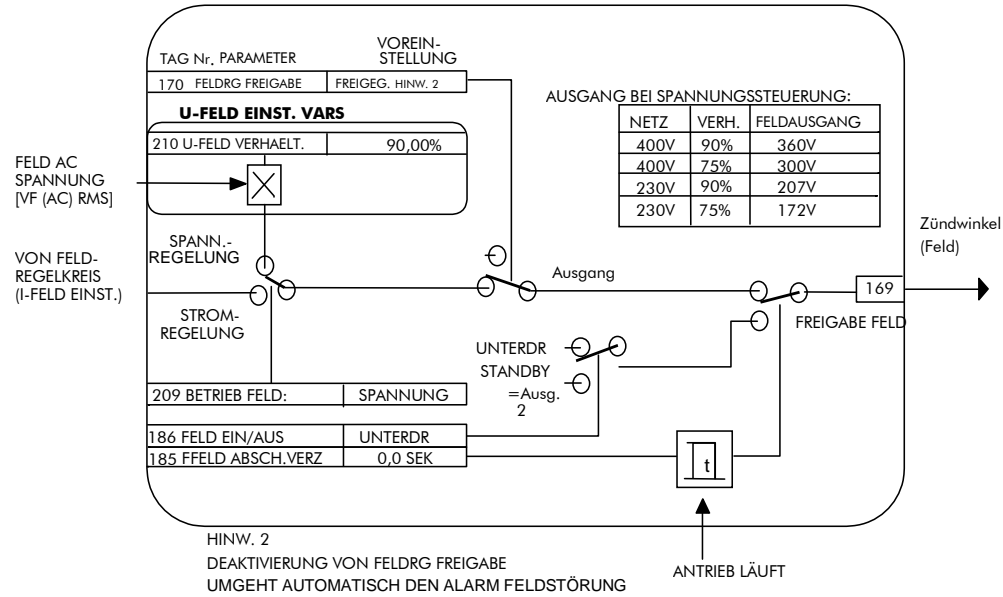 TAG Nr. PARAMETER
VOREIN-
STELLUNG
170 FELDRG FREIGABE FREIGEG. HINW. 2
U-FELD EINST. VARS
210 U-FELD VERHAELT. 90,00%
FELD AC
SPANNUNG
[VF (AC) RMS]
AUSGANG BEI SPANNUNGSSTEUERUNG:
NETZ VERH. FELDAUSGANG
400V 90% 360V
400V 75% 300V
230V 90% 207V
230V 75% 172V
SPANN.-
REGELUNG
VON FELD-
REGELKREIS
(I-FELD EINST.)
STROM-
REGELUNG
Ausgang
Zündwinkel
(Feld)
169
FREIGABE FELD
UNTERDR
STANDBY
=Ausg.
2
209 BETRIEB FELD: SPANNUNG
186 FELD EIN/AUS UNTERDR
185 FFELD ABSCH.VERZ 0,0 SEK
t
ANTRIEB LÄUFT
HINW. 2
DEAKTIVIERUNG VON FELDRG FREIGABE
UMGEHT AUTOMATISCH DEN ALARM FELDSTÖRUNG